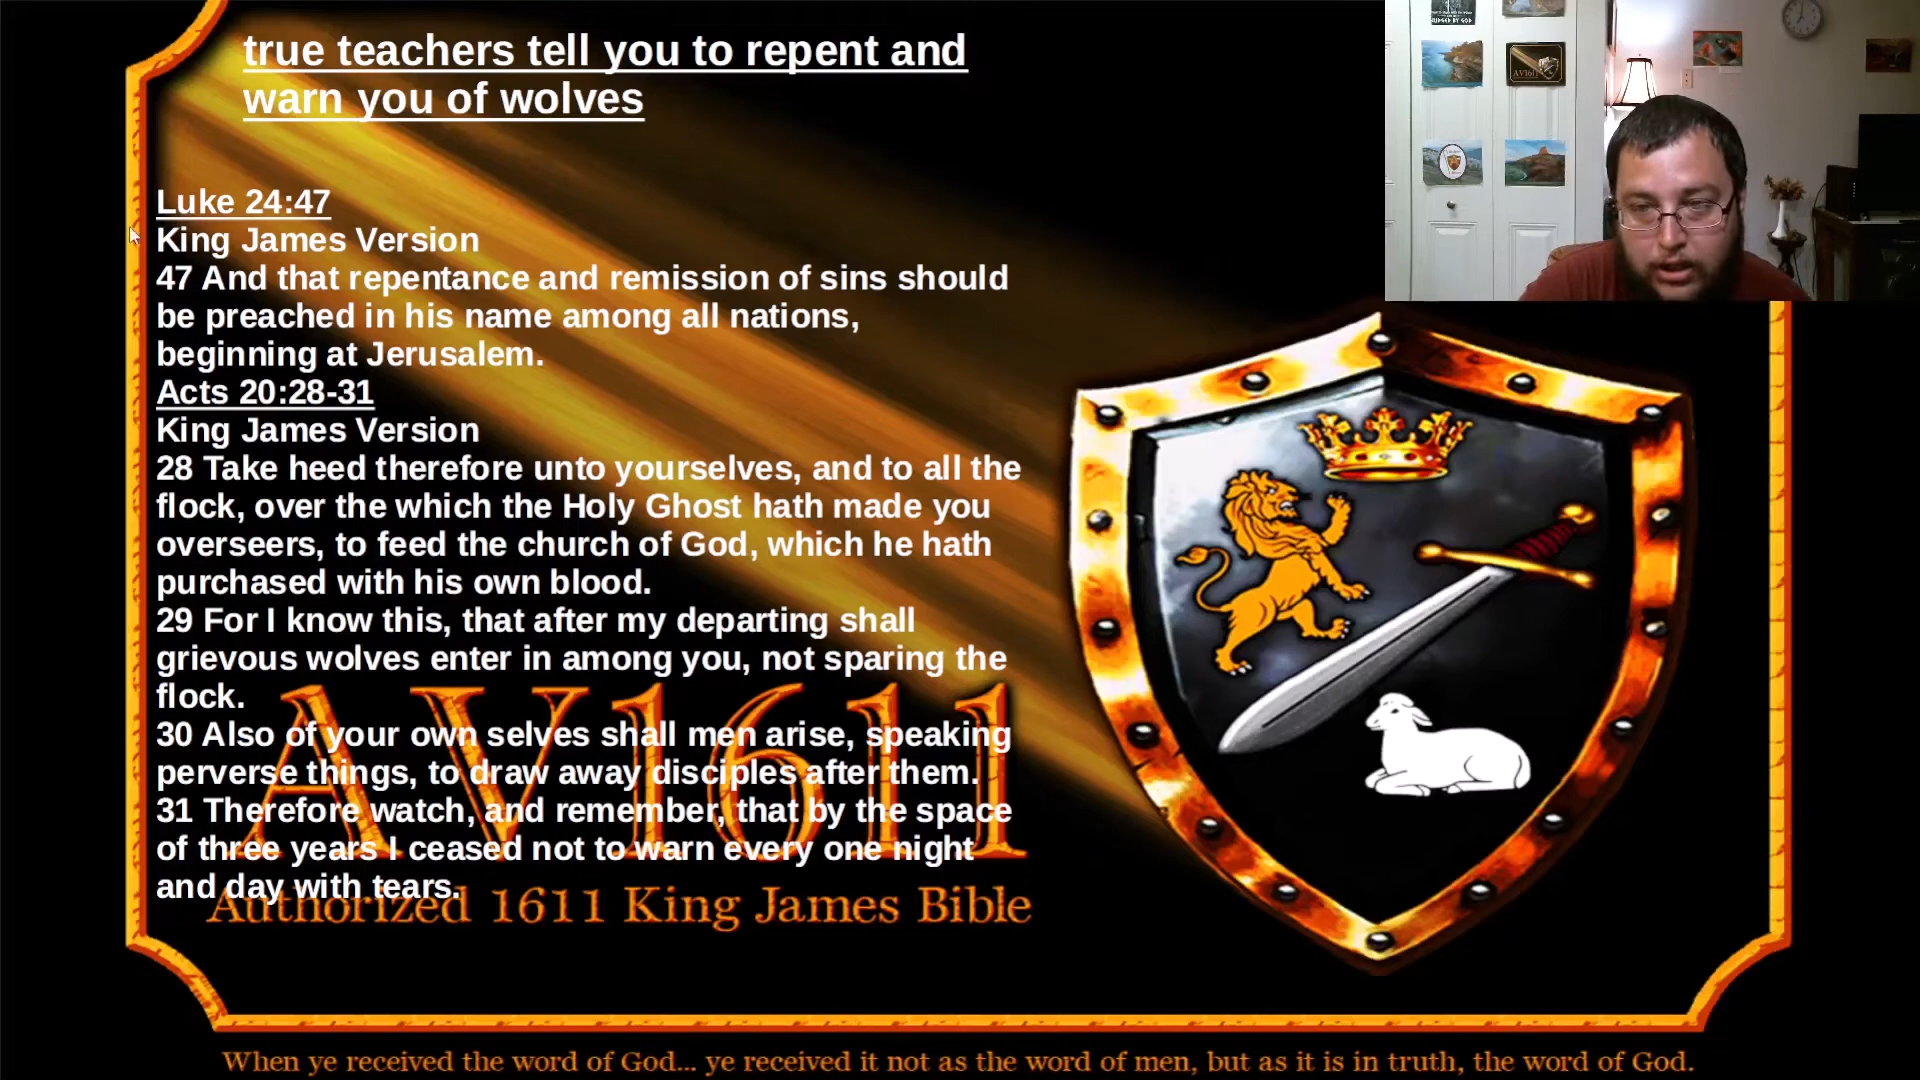 true teachers tell you to repent and
warn you of wolves
Luke 24:47
King James Version
47 And that repentance and remission of sins should
be preached in his name among all nations,
beginning at Jerusalem.
Acts 20:28-31
King James Version
28 Take heed therefore unto yourselves, and to all the
flock, over the which the Holy Ghost hath made you
overseers, to feed the church of God, which he hath
purchased with his own blood.
29 For I know this, that after my departing shall
grievous wolves enter in among you, not sparing the
flock.
30 Also of your own selves shall men arise, speaking
perverse things, to draw away disciples after them.
31 Therefore watch, and remember, that by the space
of three years I ceased not to warn every one night
and day with tears.
AV1611
Authorized 1611 King James Bible
When ye received the word of God... ye received it not as the word of men, but as it is in truth, the word of God.
JUDGED BY GOD
AV1611